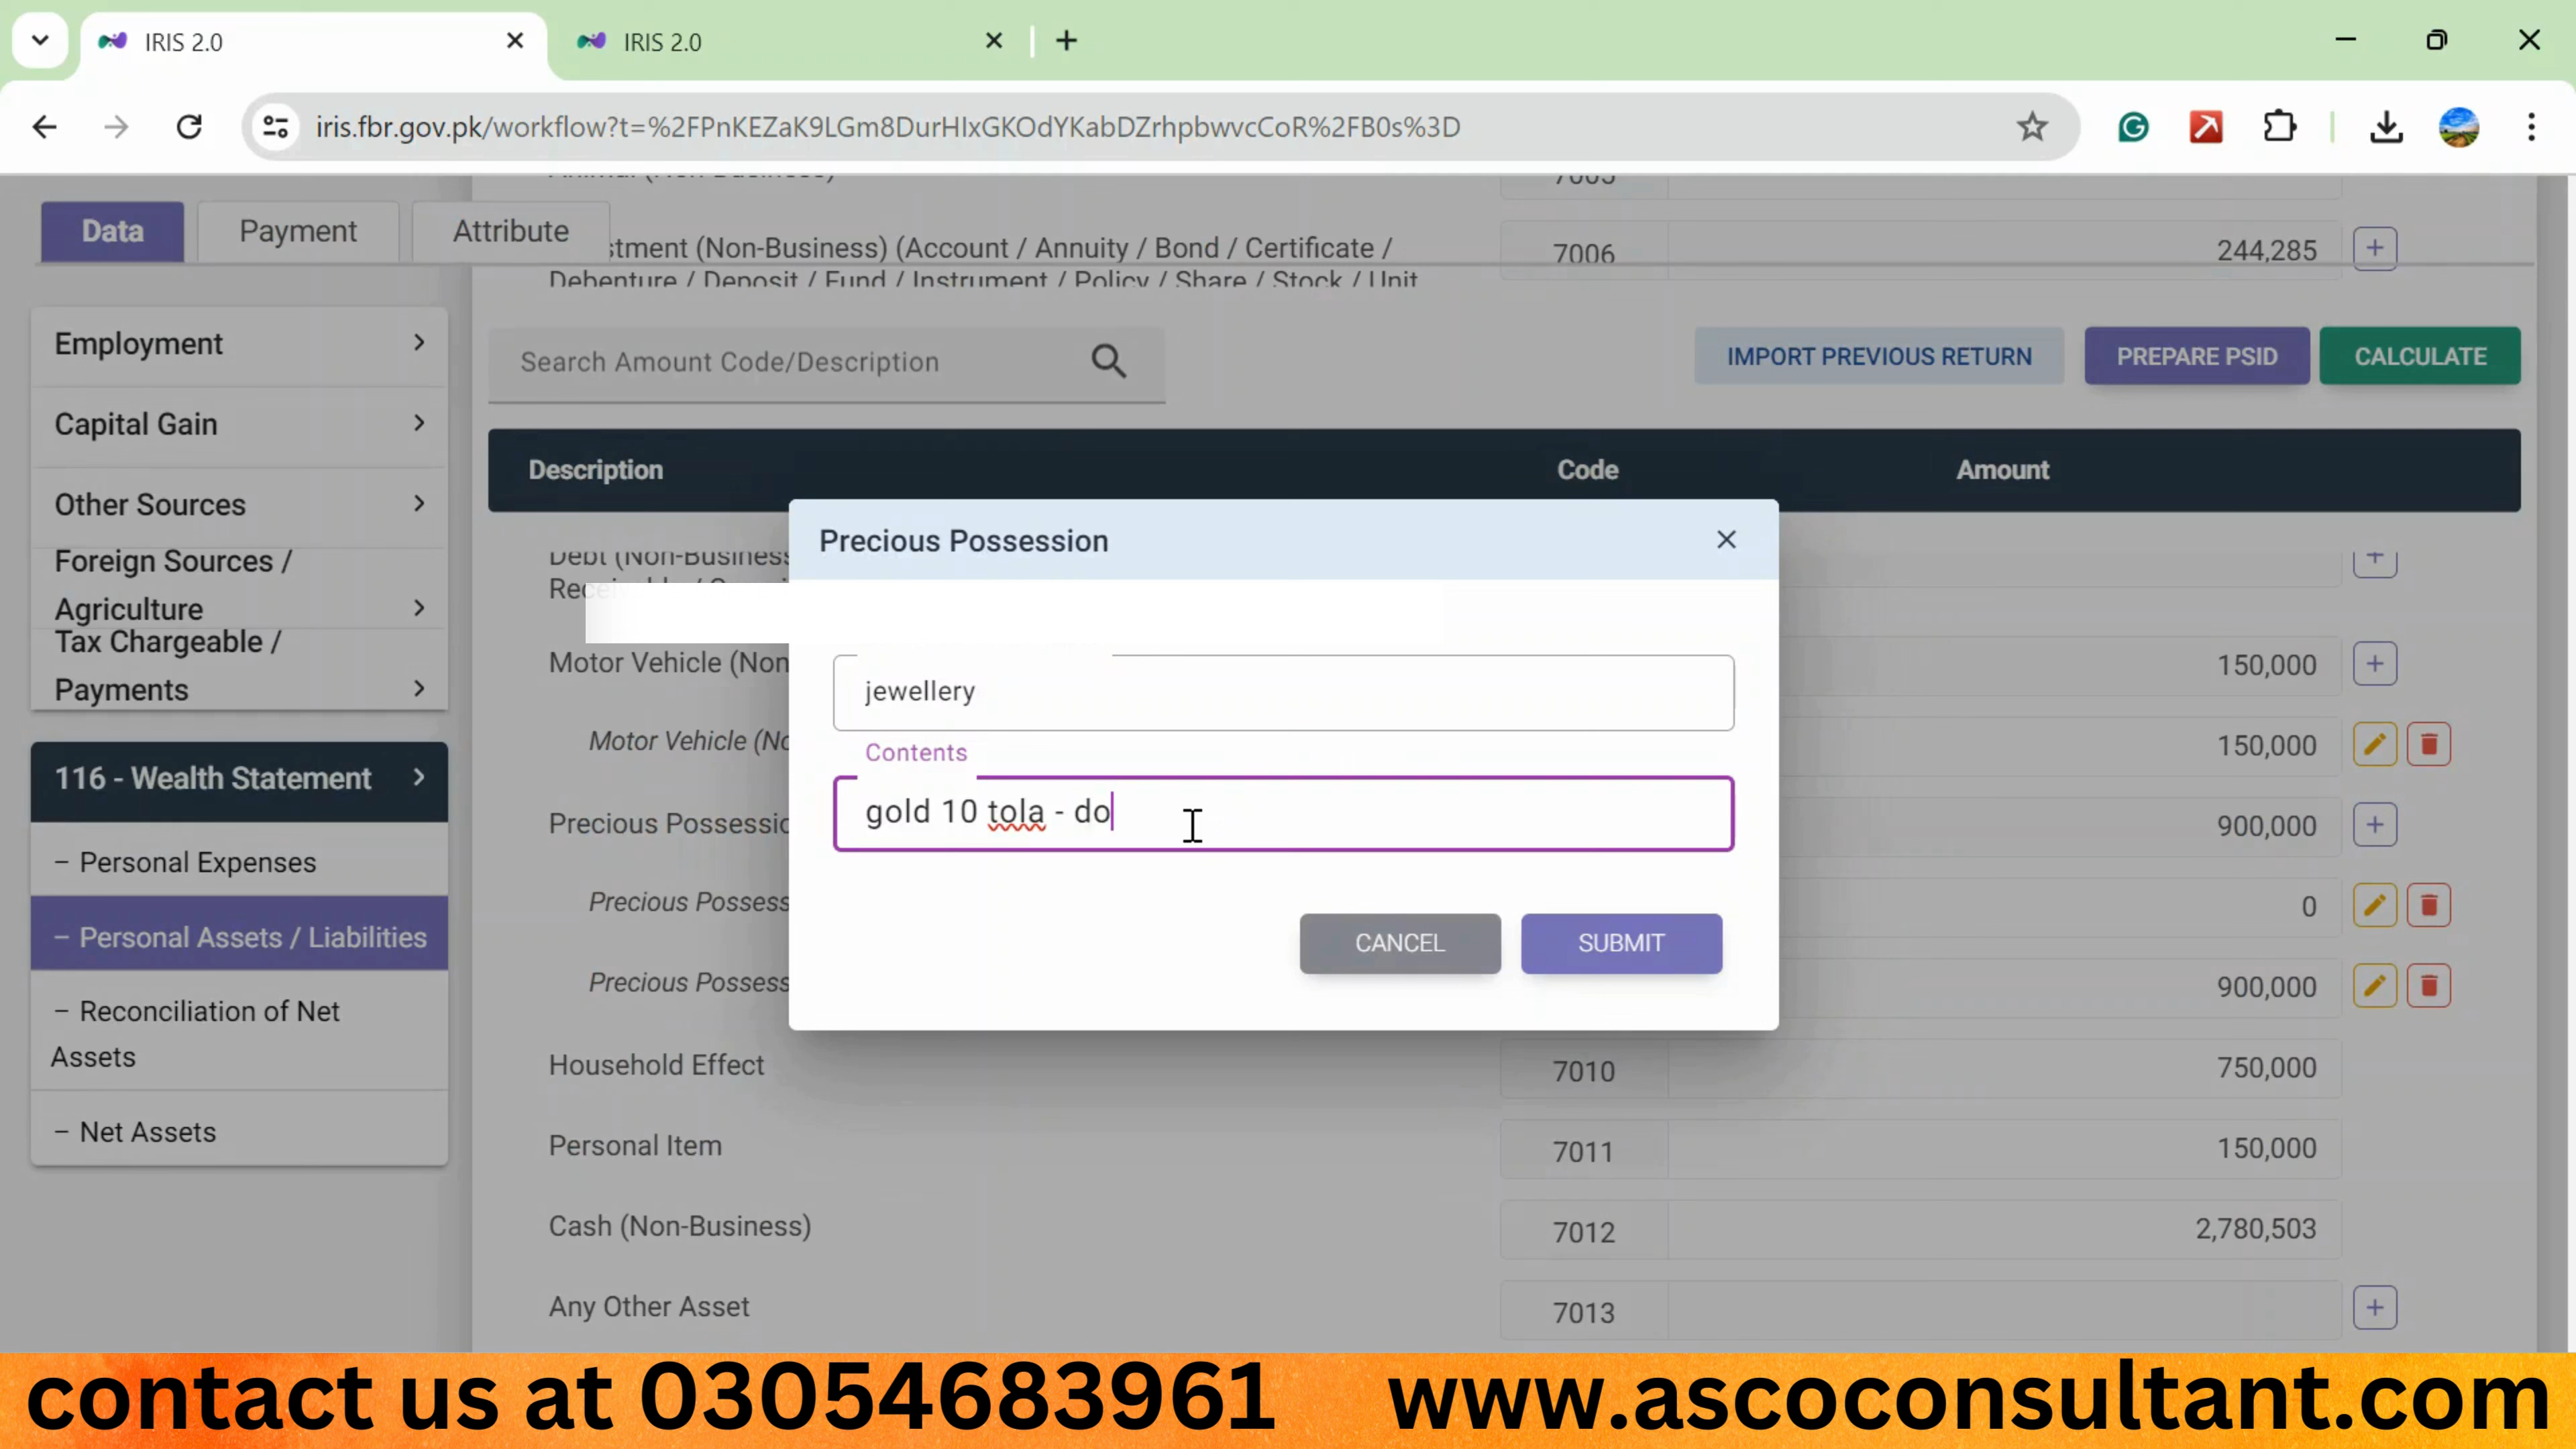 IRIS 2.0
IRIS 2.0
iris.fbr.gov.pk/workflow?t=%2FPnKEZaK9LGm8DurHIxGKOdYKabDZrhpbwvcCoR%2FB0s%3D
Data
Payment
Attribute
7005
stment (Non-Business) (Account / Annuity / Bond / Certificate /
Debenture / Deposit / Fund / Instrument / Policy / Share / Stock / Unit
7006
244,285
Employment
Capital Gain
Other Sources
Foreign Sources /
Agriculture
Tax Chargeable /
Payments
116 - Wealth Statement
– Personal Expenses
– Personal Assets / Liabilities
– Reconciliation of Net
Assets
– Net Assets
Search Amount Code/Description
IMPORT PREVIOUS RETURN
PREPARE PSID
CALCULATE
Description
Code
Amount
Debt (Non-Business
Motor Vehicle (Non
150,000
Motor Vehicle (No
150,000
Precious Possessio
900,000
Precious Possess
0
Precious Possess
900,000
Precious Possession
jewellery
Contents
gold 10 tola - do
CANCEL
SUBMIT
Household Effect
7010
750,000
Personal Item
7011
150,000
Cash (Non-Business)
7012
2,780,503
Any Other Asset
7013
contact us at 03054683961
www.ascoconsultant.com